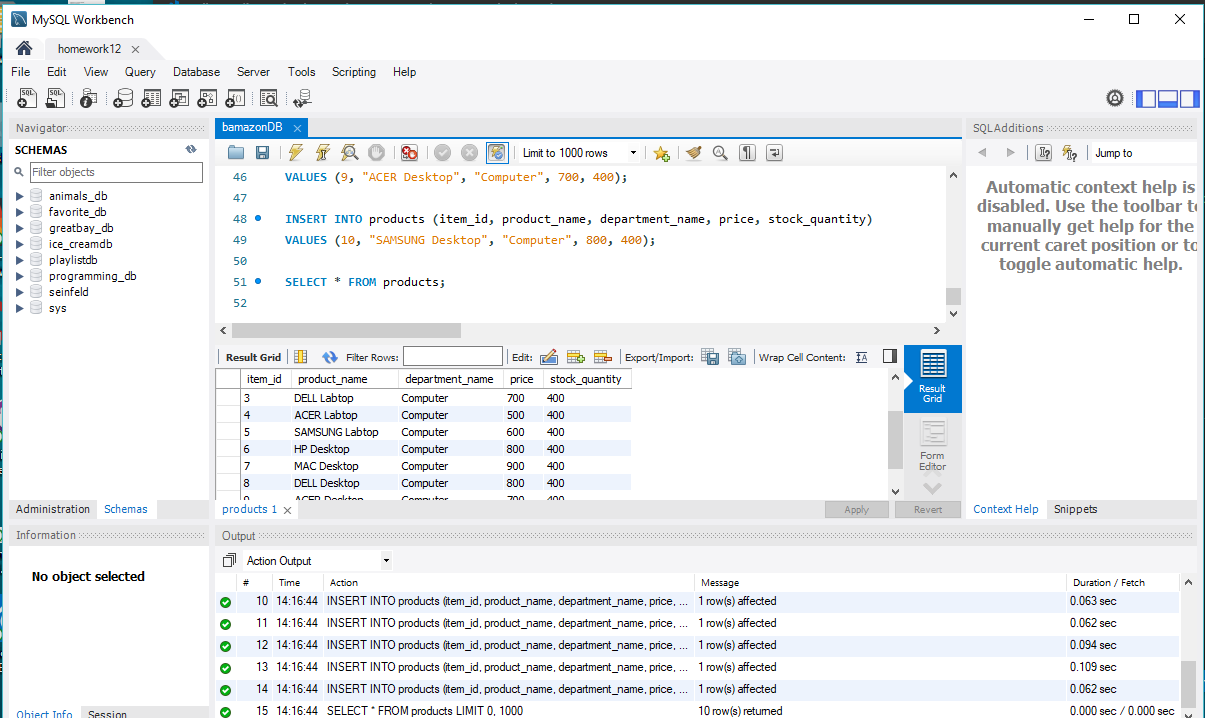 MySQL Workbench
homework12
File Edit View Query Database Server Tools Scripting Help
Navigator
SCHEMAS
Filter objects
animals_db
favorite_db
greatbay_db
ice_creamdb
playlistdb
programming_db
seinfeld
sys
Administration Schemas
Information
No object selected
Object Info Session
bamazonDB
Limit to 1000 rows
46 VALUES (9, "ACER Desktop", "Computer", 700, 400);
47
48 INSERT INTO products (item_id, product_name, department_name, price, stock_quantity)
49 VALUES (10, "SAMSUNG Desktop", "Computer", 800, 400);
50
51 SELECT * FROM products;
52
Result Grid Filter Rows: Edit: Export/Import: Wrap Cell Content:
item_id product_name department_name price stock_quantity
3 DELL Labtop Computer 700 400
4 ACER Labtop Computer 500 400
5 SAMSUNG Labtop Computer 600 400
6 HP Desktop Computer 800 400
7 MAC Desktop Computer 900 400
8 DELL Desktop Computer 800 400
9 ACER Desktop Computer 700 400
Result
Grid
Form
Editor
products 1
Apply Revert
SQLAdditions
Jump to
Automatic context help is
disabled. Use the toolbar to
manually get help for the
current caret position or to
toggle automatic help.
Context Help Snippets
Output
Action Output
# Time Action Message Duration / Fetch
10 14:16:44 INSERT INTO products (item_id, product_name, department_name, price, ... 1 row(s) affected 0.063 sec
11 14:16:44 INSERT INTO products (item_id, product_name, department_name, price, ... 1 row(s) affected 0.062 sec
12 14:16:44 INSERT INTO products (item_id, product_name, department_name, price, ... 1 row(s) affected 0.094 sec
13 14:16:44 INSERT INTO products (item_id, product_name, department_name, price, ... 1 row(s) affected 0.109 sec
14 14:16:44 INSERT INTO products (item_id, product_name, department_name, price, ... 1 row(s) affected 0.062 sec
15 14:16:44 SELECT * FROM products LIMIT 0, 1000 10 row(s) returned 0.000 sec / 0.000 sec